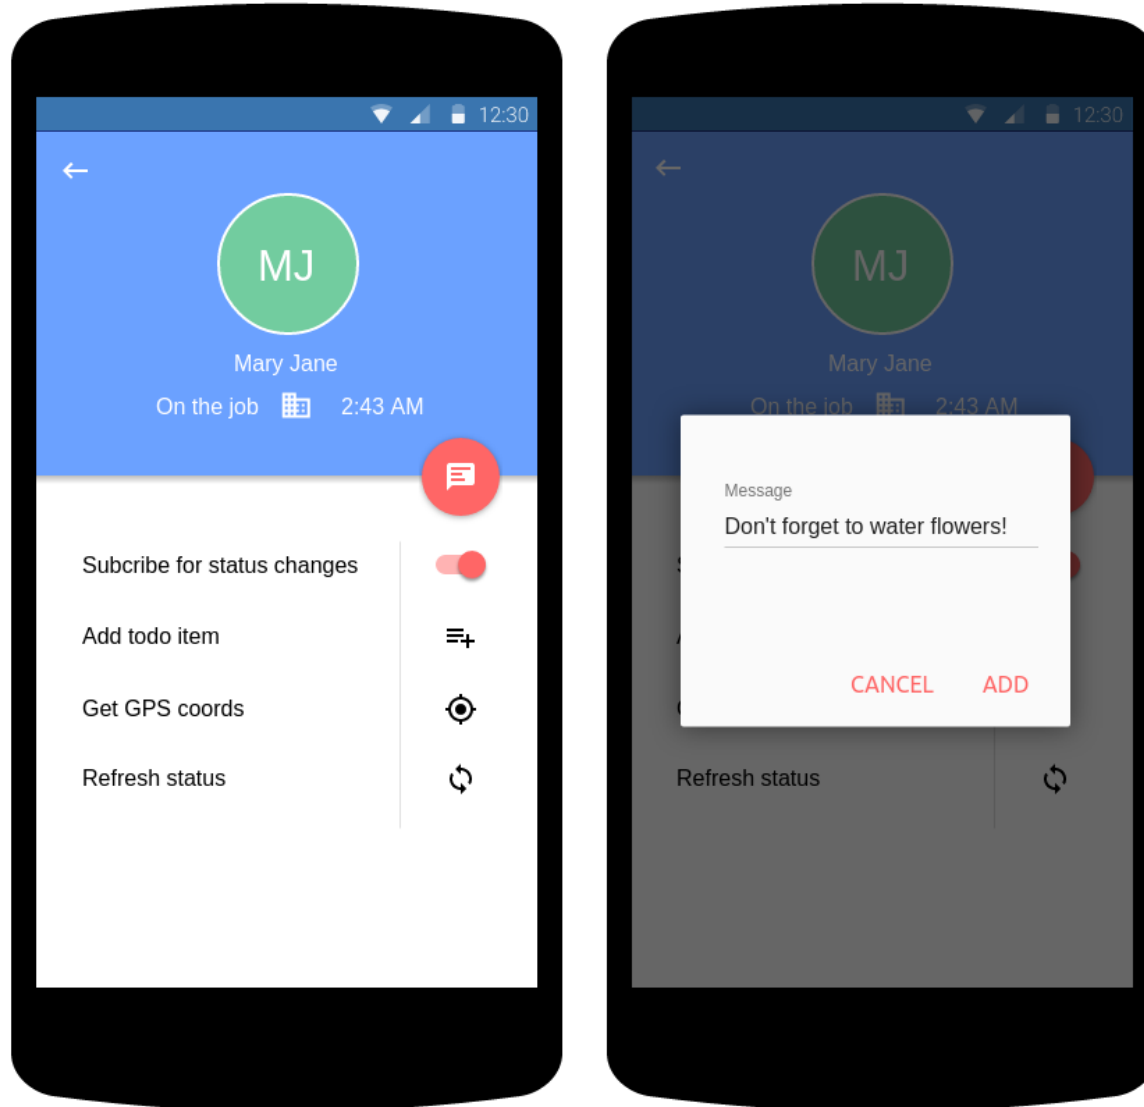 12:30
MJ
Mary Jane
On the job 2:43 AM
Subcribe for status changes
Add todo item
Get GPS coords
Refresh status
12:30
MJ
Mary Jane
On the job 2:43 AM
Message
Don't forget to water flowers!
CANCEL ADD
Refresh status